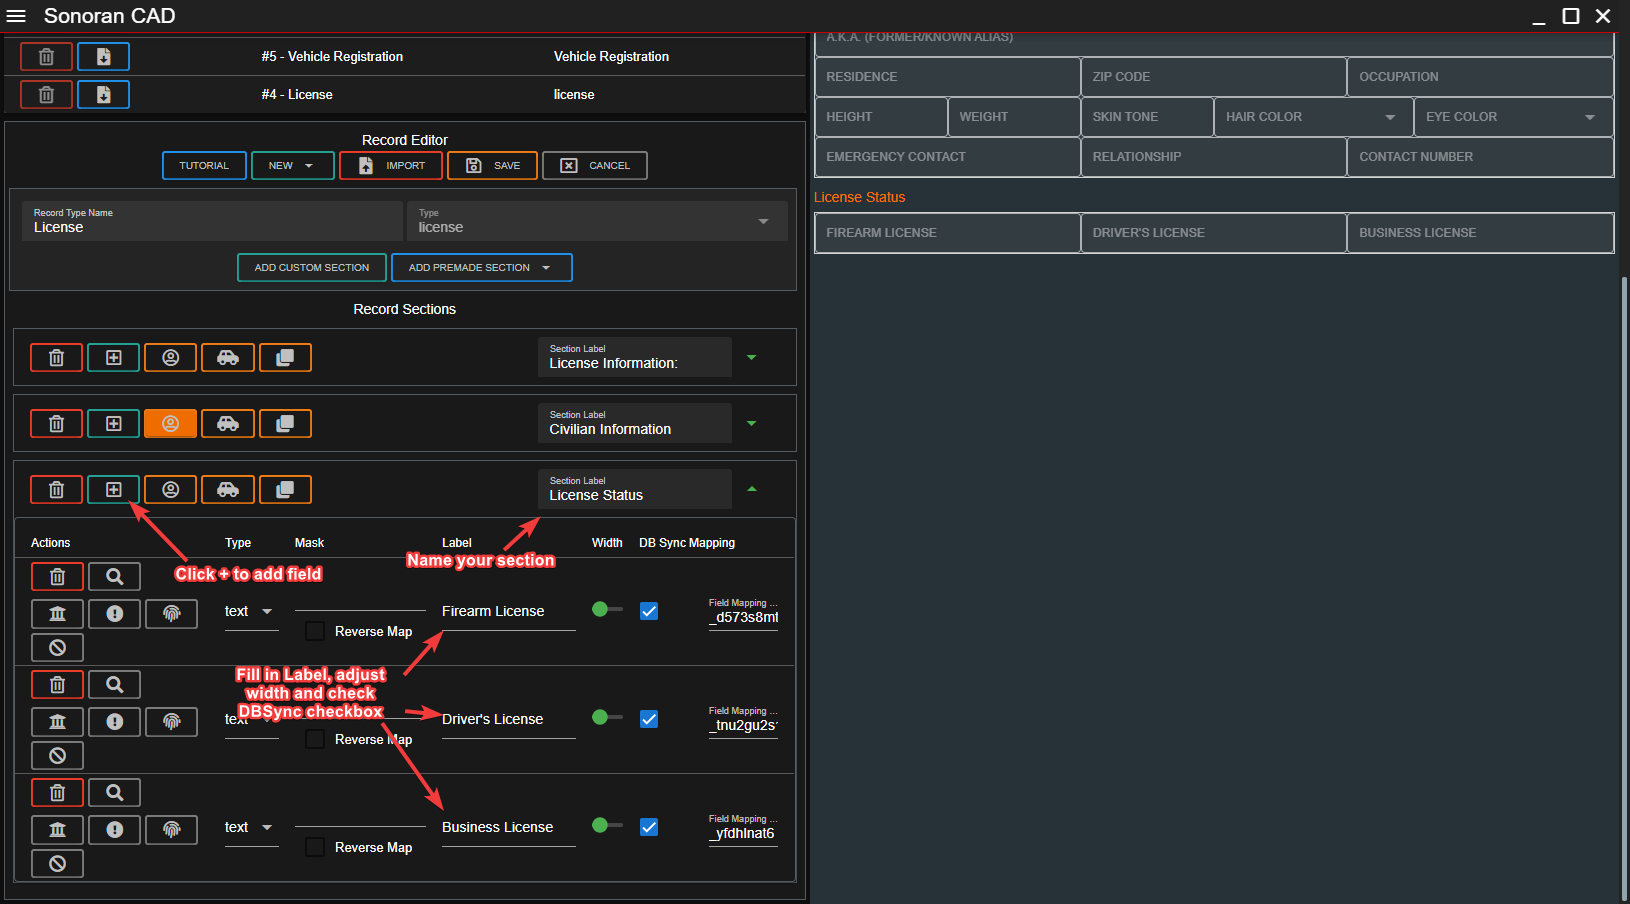 Sonoran CAD
#5 - Vehicle Registration
Vehicle Registration
#4 - License
license
Record Editor
TUTORIAL
NEW
IMPORT
SAVE
CANCEL
Record Type Name
License
Type
license
ADD CUSTOM SECTION
ADD PREMADE SECTION
Record Sections
Section Label
License Information:
Section Label
Civilian Information
Section Label
License Status
Name your section
Click + to add field
Actions
Type
Mask
Label
Width
DB Sync Mapping
text
Reverse Map
Firearm License
Field Mapping ...
_d573s8mt
Fill in Label, adjust
width and check
DBSync checkbox
text
Reverse Map
Driver's License
Field Mapping ...
_tnu2gu2s
text
Reverse Map
Business License
Field Mapping ...
_yfdhlnat6
A.K.A. (FORMER/KNOWN ALIAS)
RESIDENCE
ZIP CODE
OCCUPATION
HEIGHT
WEIGHT
SKIN TONE
HAIR COLOR
EYE COLOR
EMERGENCY CONTACT
RELATIONSHIP
CONTACT NUMBER
License Status
FIREARM LICENSE
DRIVER'S LICENSE
BUSINESS LICENSE